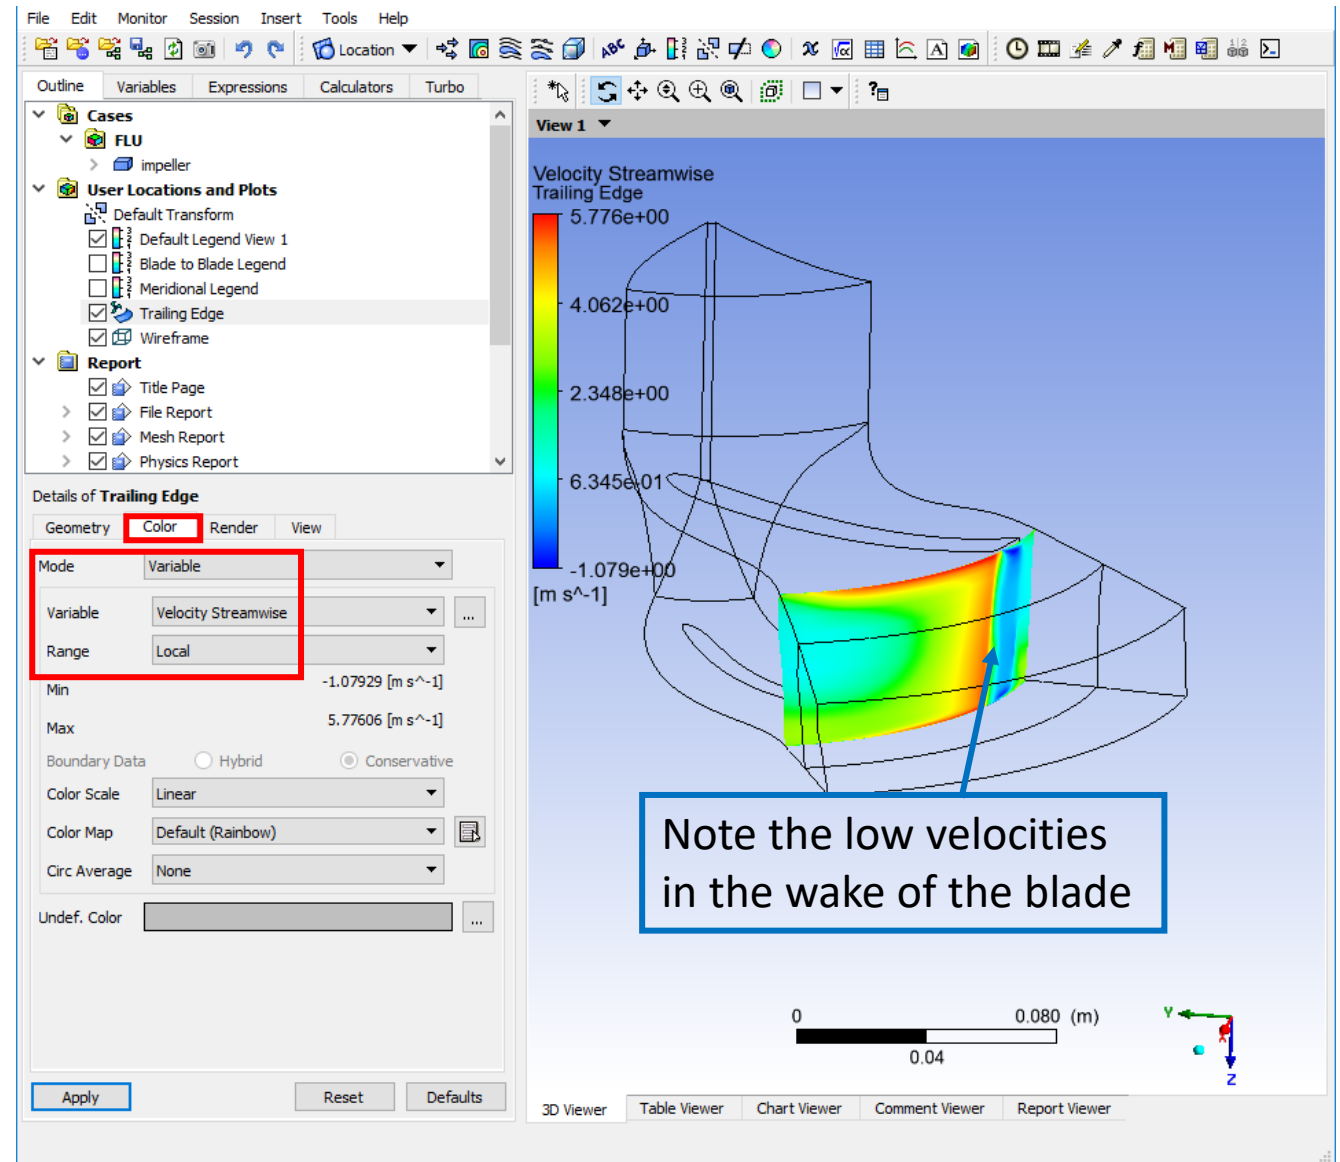 File Edit Monitor Session Insert Tools Help
Location
Outline Variables Expressions Calculators Turbo
Cases
FLU
impeller
User Locations and Plots
Default Transform
Default Legend View 1
Blade to Blade Legend
Meridional Legend
Trailing Edge
Wireframe
Report
Title Page
File Report
Mesh Report
Physics Report
Details of Trailing Edge
Geometry Color Render View
Mode Variable
Variable Velocity Streamwise ...
Range Local
Min -1.07929 [m s^-1]
Max 5.77606 [m s^-1]
Boundary Data Hybrid Conservative
Color Scale Linear
Color Map Default (Rainbow)
Circ Average None
Undef. Color ...
Apply Reset Defaults
View 1
Velocity Streamwise
Trailing Edge
5.776e+00
4.062e+00
2.348e+00
6.345e-01
-1.079e+00
[m s^-1]
Note the low velocities
in the wake of the blade
0 0.080 (m)
0.04
Y
X
Z
3D Viewer Table Viewer Chart Viewer Comment Viewer Report Viewer